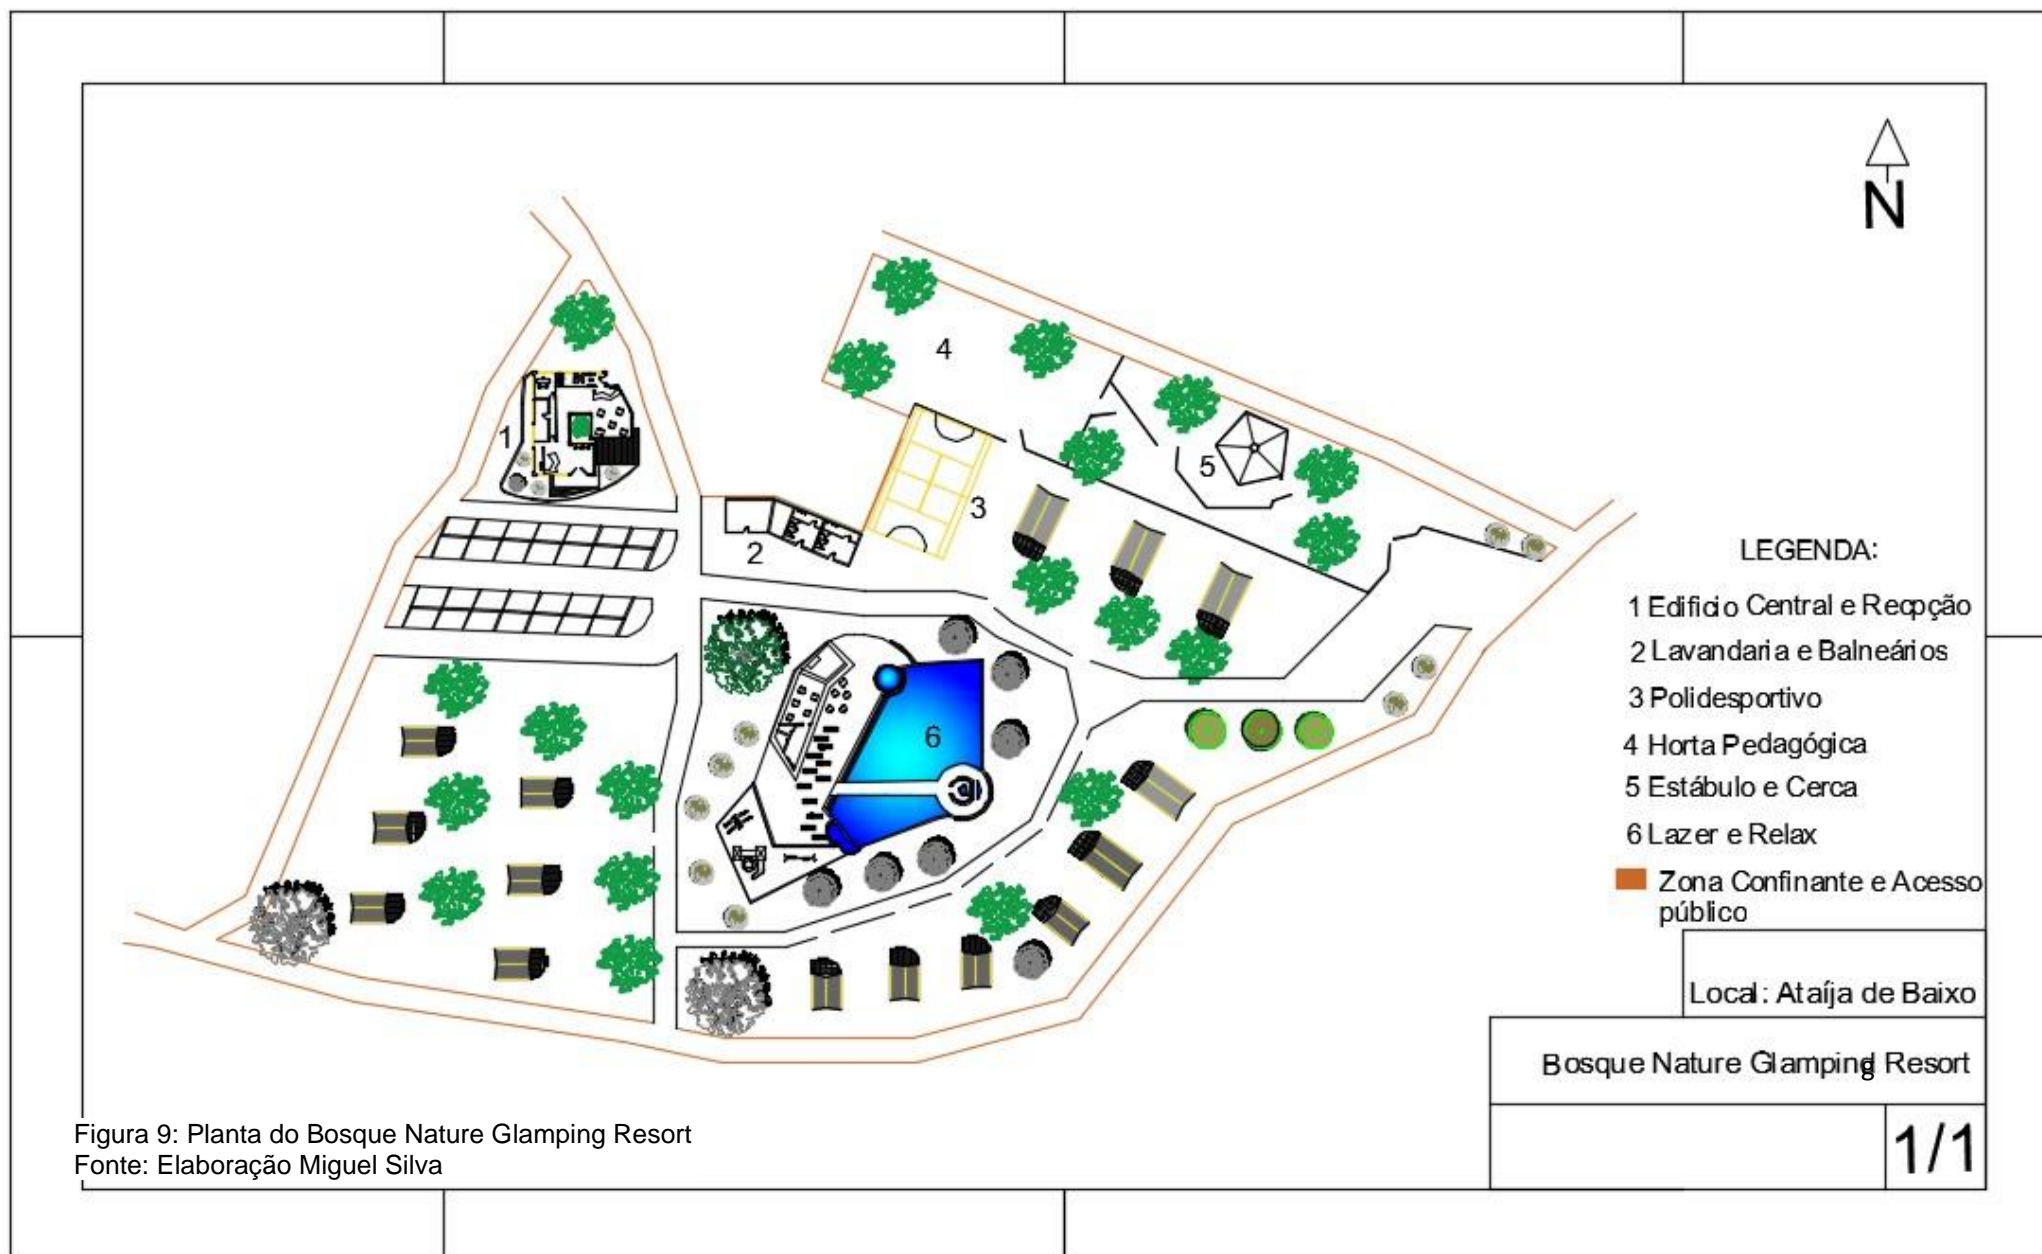 N
4
1
5
3
2
6
LEGENDA:
1 Edificio Central e Recpção
2 Lavandaria e Balneários
3 Polidesportivo
4 Horta Pedagógica
5 Estábulo e Cerca
6 Lazer e Relax
Zona Confinante e Acesso
público
Local: Ataíja de Baixo
Bosque Nature Glamping Resort
1/1
Figura 9: Planta do Bosque Nature Glamping Resort
Fonte: Elaboração Miguel Silva